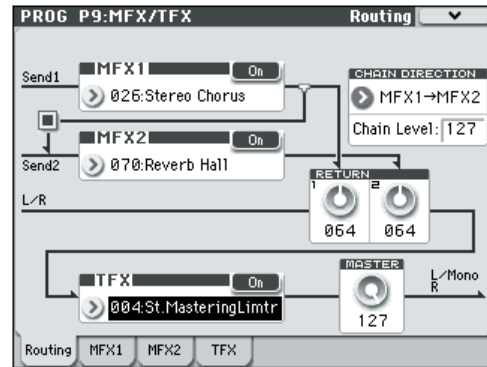 PROG P9:MFX/TFX
Routing
Send1
MFX1
On
026:Stereo Chorus
CHAIN DIRECTION
MFX1→MFX2
Chain Level: 127
MFX2
On
Send2
070:Reverb Hall
L/R
RETURN
1
2
064
064
TFX
On
004:St.MasteringLimtr
MASTER
127
L/Mono
R
Routing
MFX1
MFX2
TFX